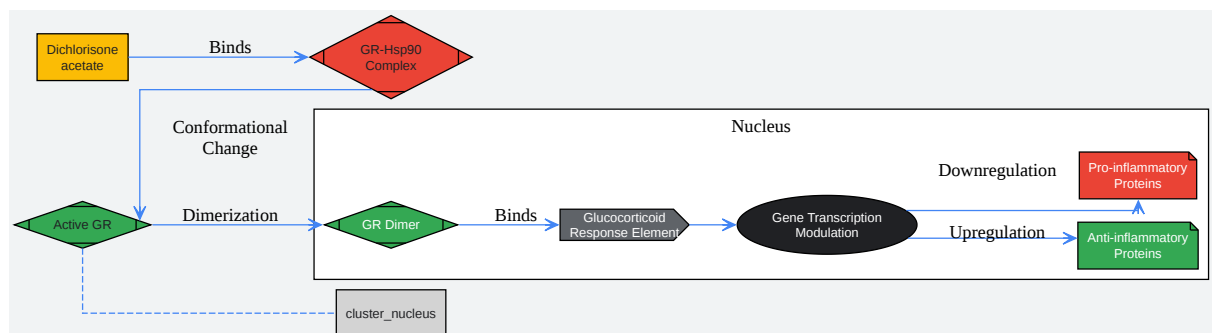 Dichlorisone
acetate
Binds
GR-Hsp90
Complex
Conformational
Change
Nucleus
Active GR
Dimerization
GR Dimer
Binds
Glucocorticoid
Response Element
Gene Transcription
Modulation
Downregulation
Pro-inflammatory
Proteins
Upregulation
Anti-inflammatory
Proteins
cluster_nucleus